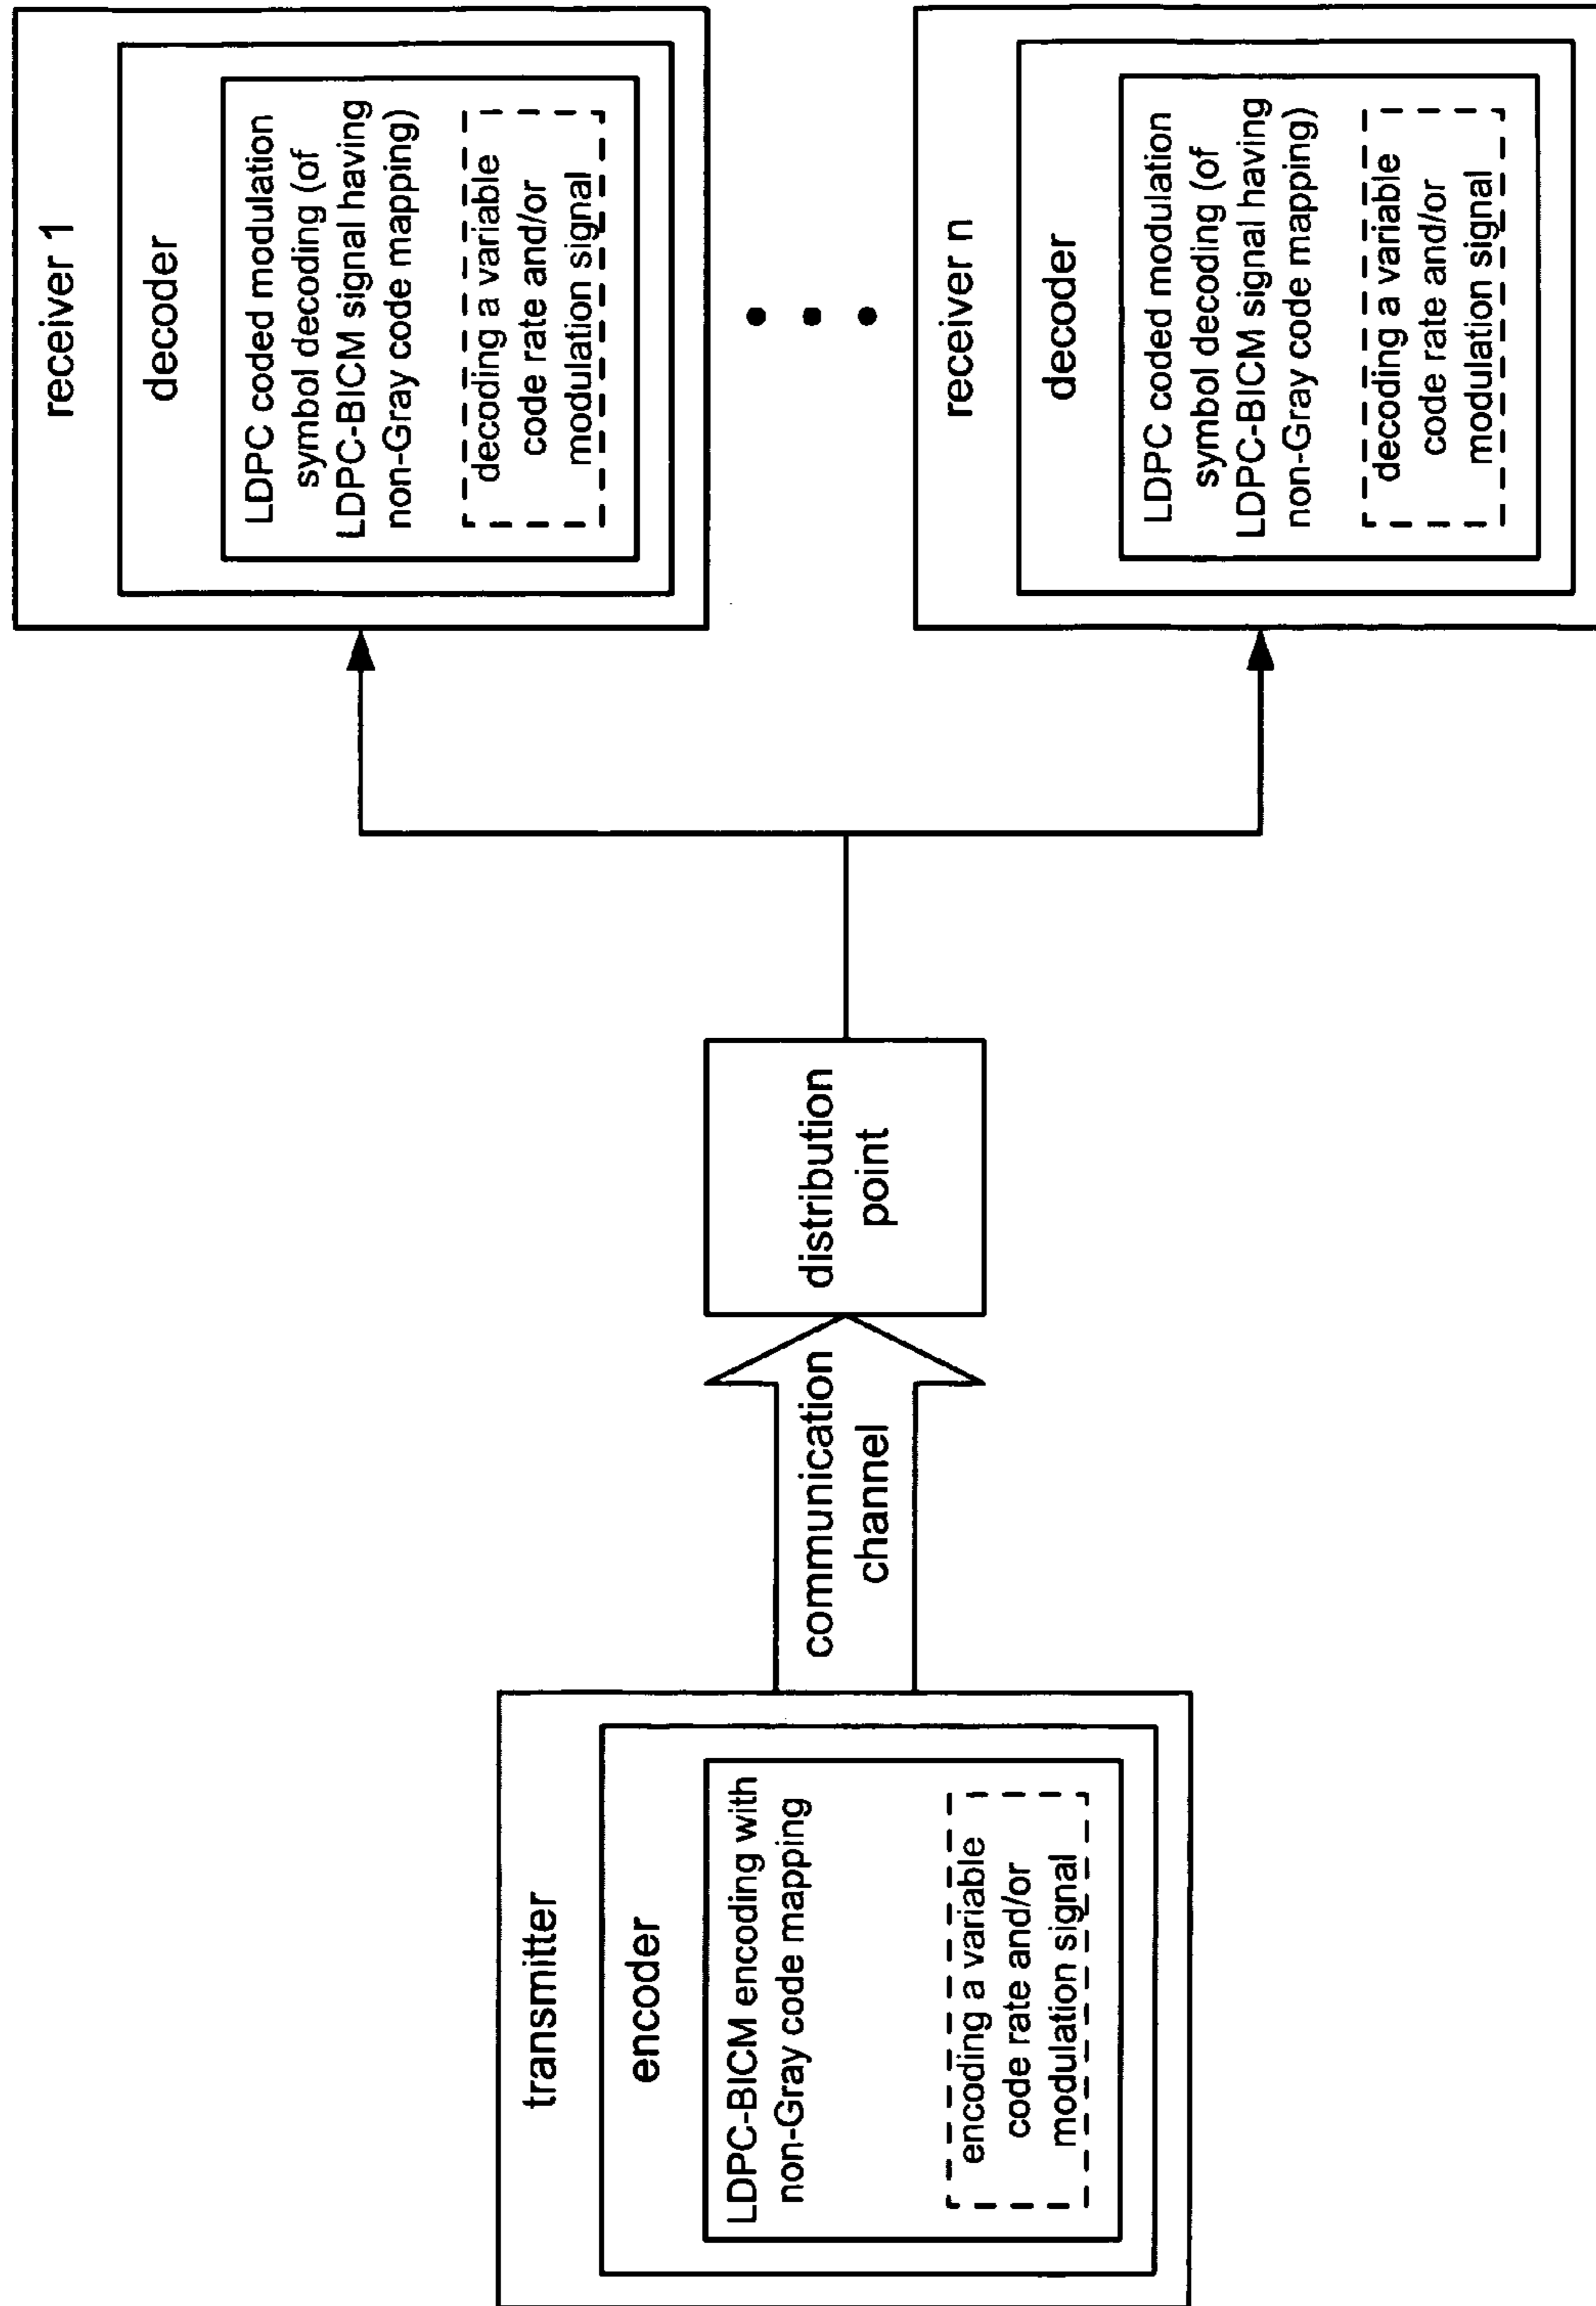 transmitter
encoder
LDPC-BICM encoding with
non-Gray code mapping
encoding a variable
code rate and/or
modulation signal
communication
channel
distribution
point
receiver 1
decoder
LDPC coded modulation
symbol decoding (of
LDPC-BICM signal having
non-Gray code mapping)
decoding a variable
code rate and/or
modulation signal
receiver n
decoder
LDPC coded modulation
symbol decoding (of
LDPC-BICM signal having
non-Gray code mapping)
decoding a variable
code rate and/or
modulation signal